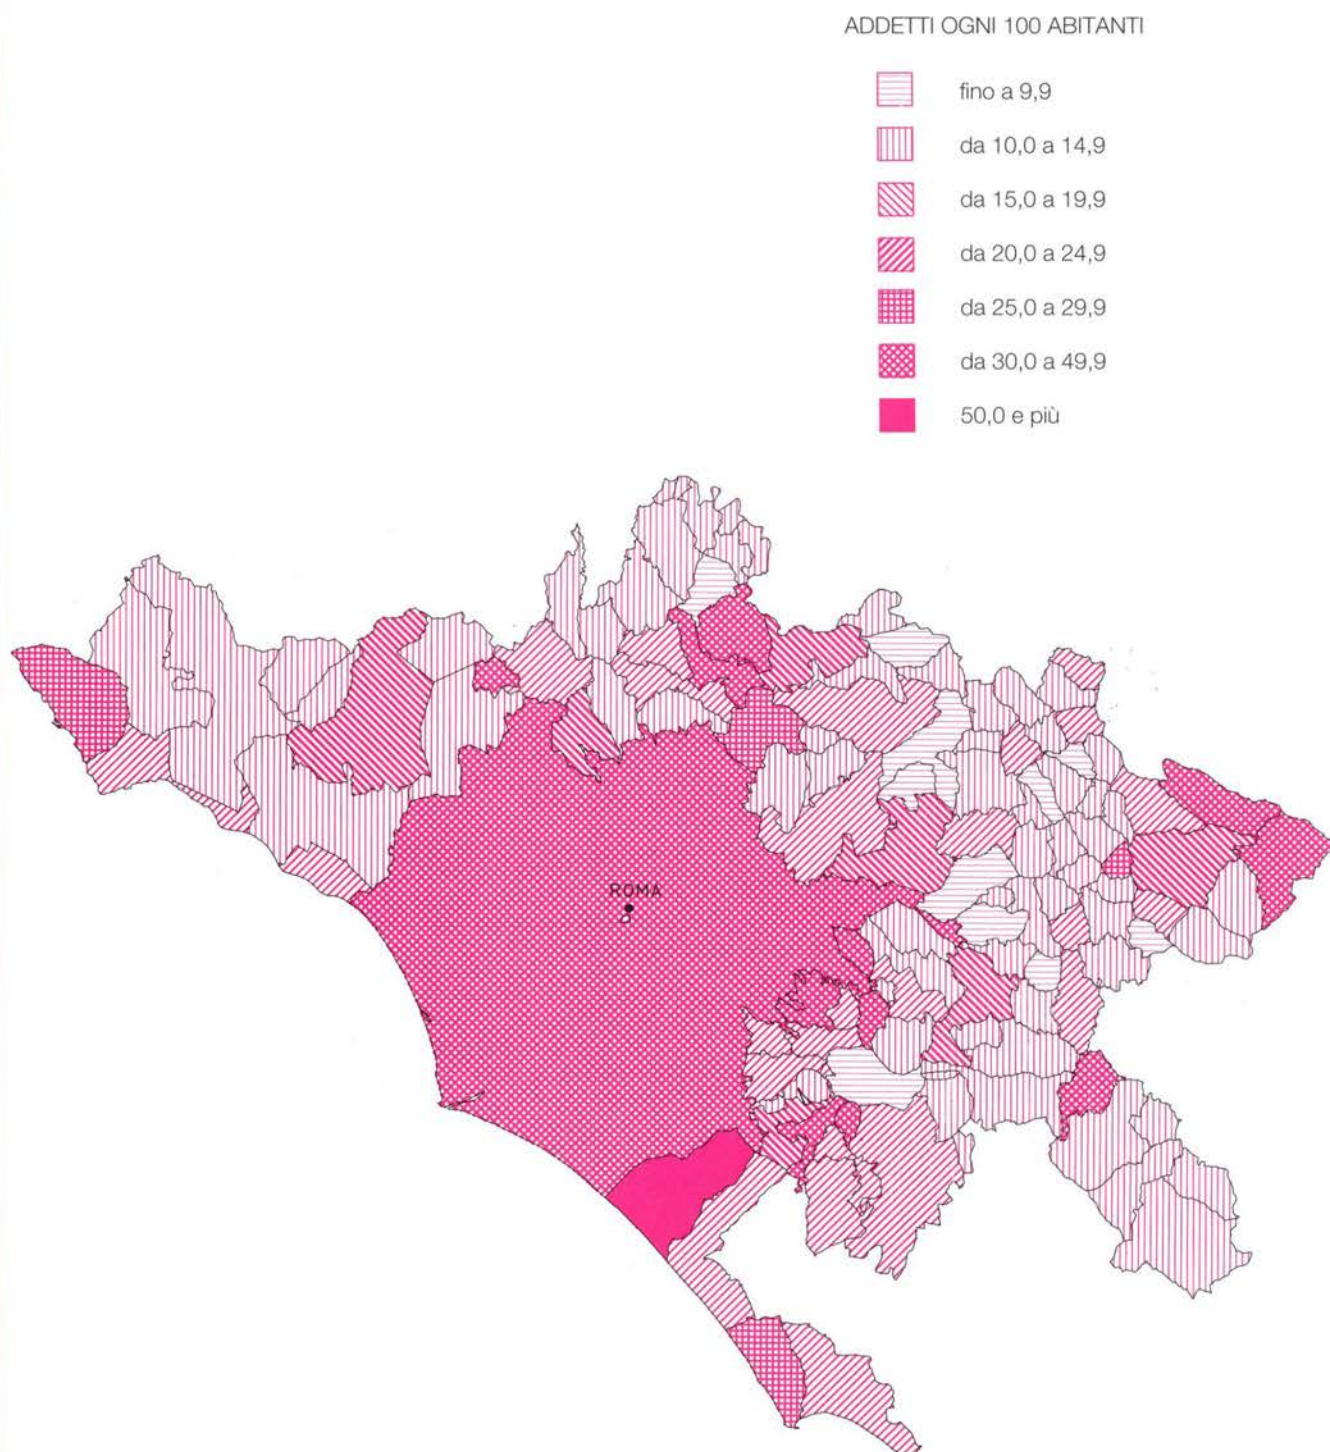 ADDETTI OGNI 100 ABITANTI
fino a 9,9
da 10,0 a 14,9
da 15,0 a 19,9
da 20,0 a 24,9
da 25,0 a 29,9
da 30,0 a 49,9
50,0 e più
ROMA